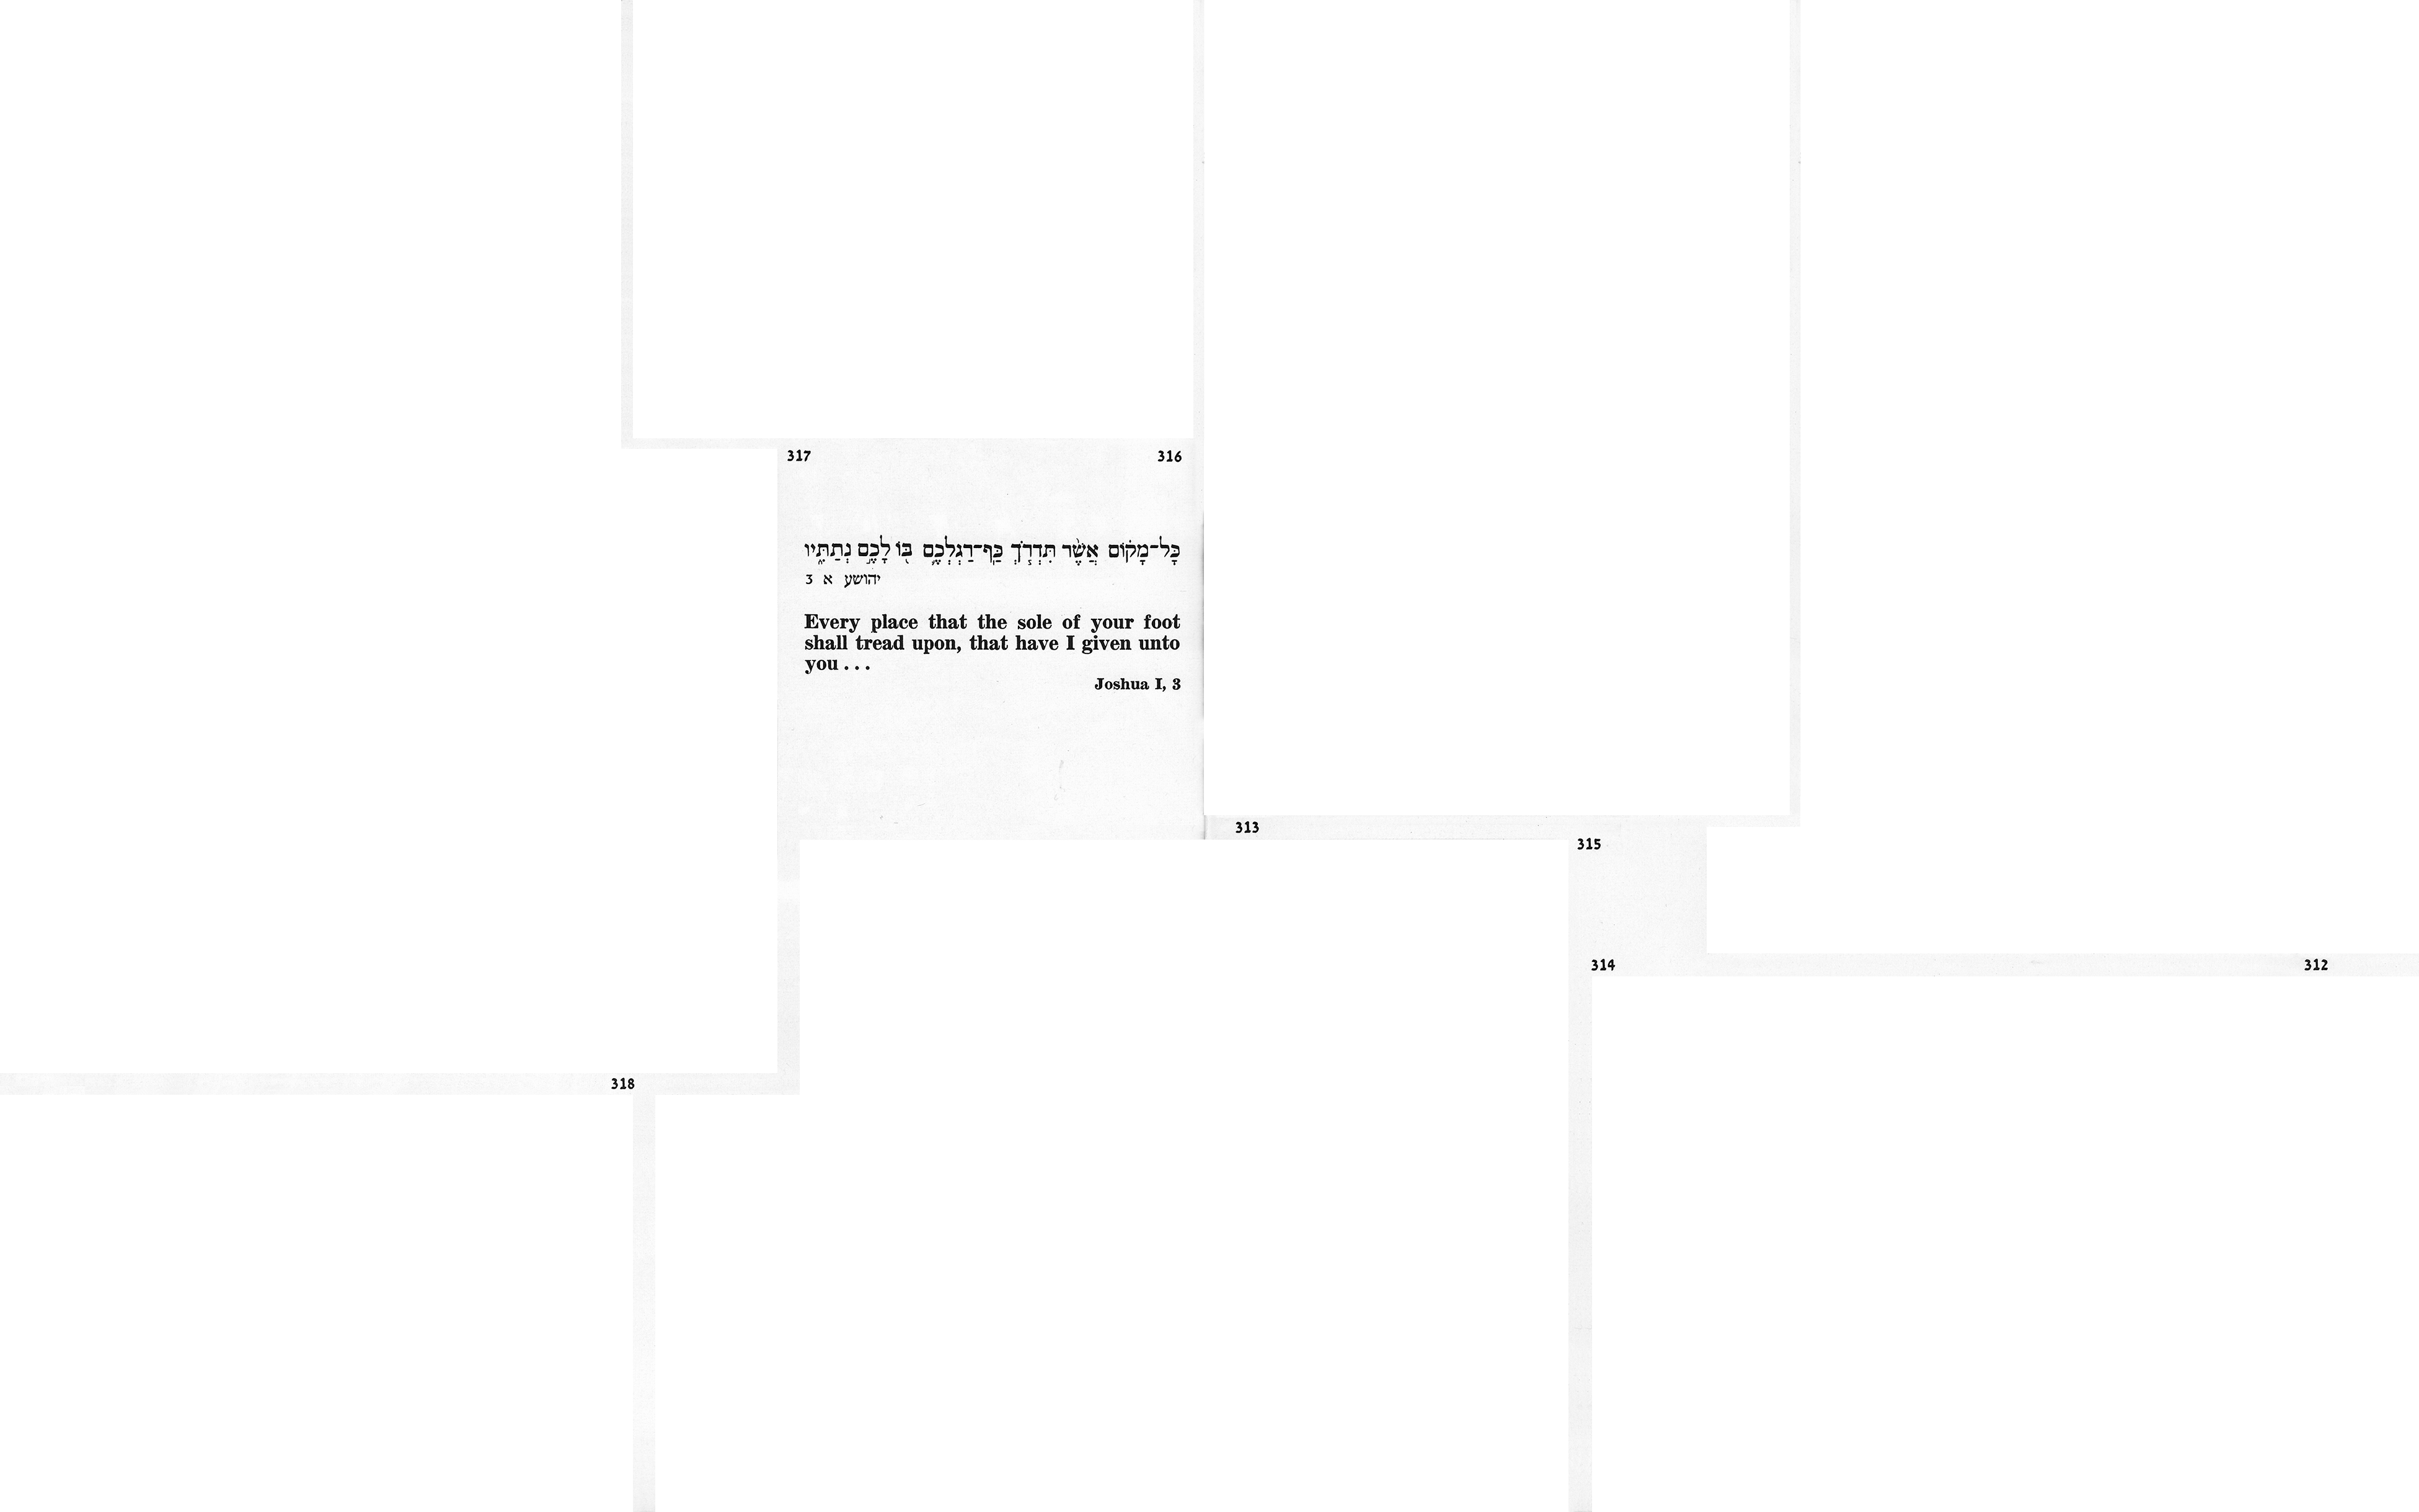 317 316
כָּל־מָק֗וֹם אֲשֶׁ֨ר תִּדְרֹ֧ךְ כַּֽף־רַגְלְכֶ֛ם בּ֖וֹ לָכֶ֣ם נְתַתִּ֑יו
יהושע א 3
Every place that the sole of your foot
shall tread upon, that have I given unto
you . . .
Joshua I, 3
313
315
314
312
318